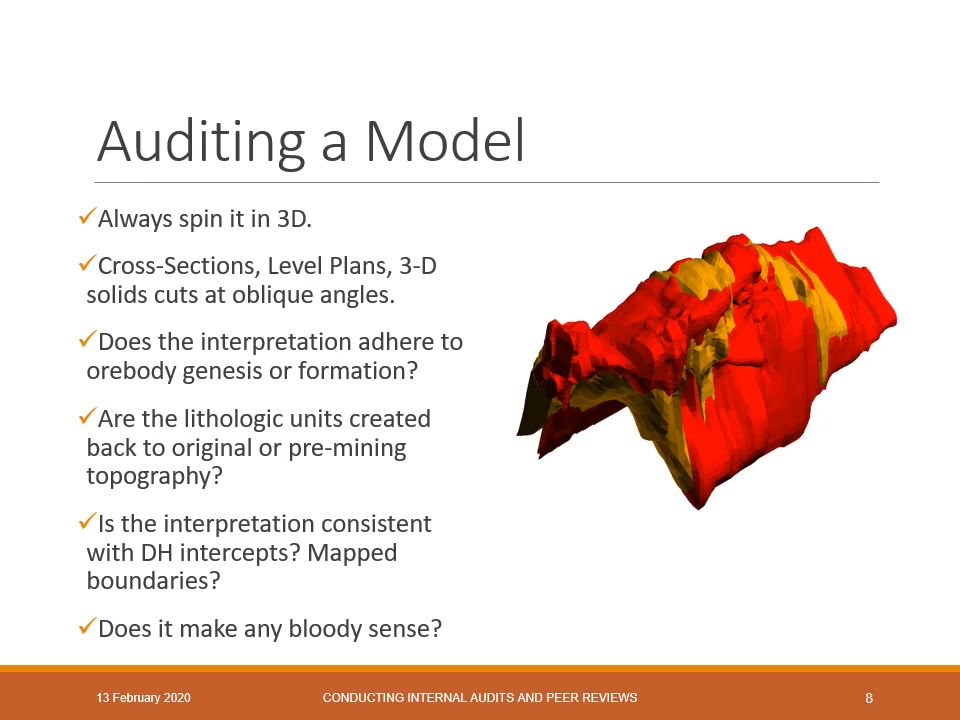 Auditing a Model
✓Always spin it in 3D.
✓Cross-Sections, Level Plans, 3-D
solids cuts at oblique angles.
✓Does the interpretation adhere to
orebody genesis or formation?
✓Are the lithologic units created
back to original or pre-mining
topography?
✓Is the interpretation consistent
with DH intercepts? Mapped
boundaries?
✓Does it make any bloody sense?
13 February 2020
CONDUCTING INTERNAL AUDITS AND PEER REVIEWS
8